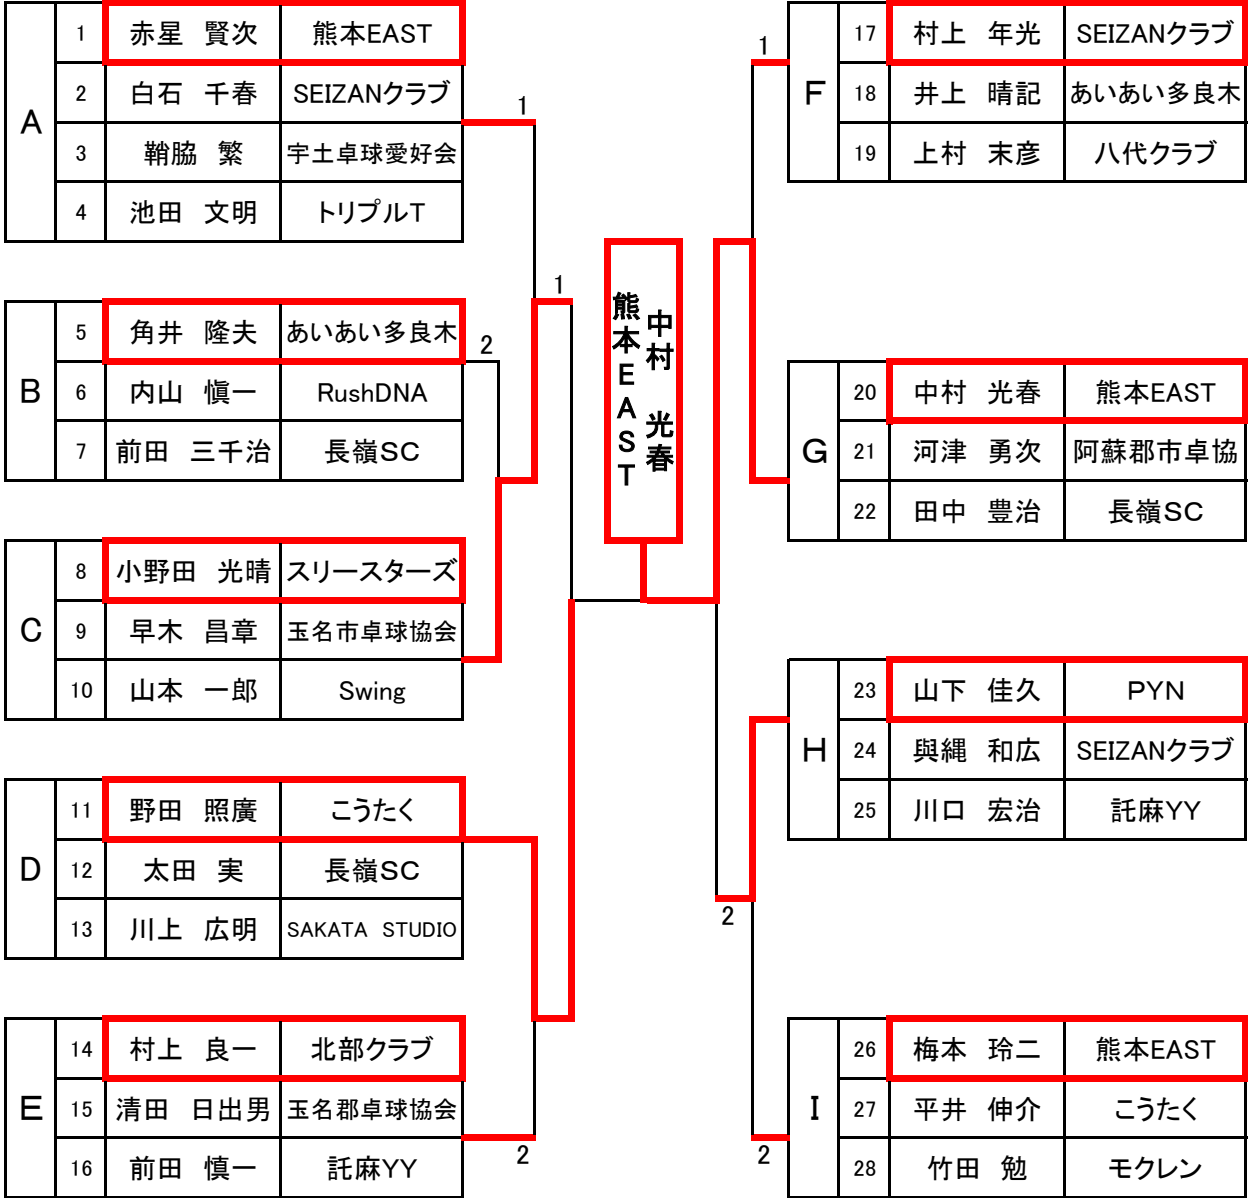 A
1 赤星　賢次 熊本EAST
2 白石　千春 SEIZANクラブ
3 鞘脇　繁 宇土卓球愛好会
4 池田　文明 トリプルT
1
B
5 角井　隆夫 あいあい多良木
6 内山　愼一 RushDNA
7 前田　三千治 長嶺SC
2
1
C
8 小野田　光晴 スリースターズ
9 早木　昌章 玉名市卓球協会
10 山本　一郎 Swing
D
11 野田　照廣 こうたく
12 太田　実 長嶺SC
13 川上　広明 SAKATA　STUDIO
E
14 村上　良一 北部クラブ
15 清田　日出男 玉名郡卓球協会
16 前田　慎一 託麻YY
2
中村　光春
熊本EAST
1
F
17 村上　年光 SEIZANクラブ
18 井上　晴記 あいあい多良木
19 上村　末彦 八代クラブ
G
20 中村　光春 熊本EAST
21 河津　勇次 阿蘇郡市卓協
22 田中　豊治 長嶺SC
H
23 山下　佳久 PYN
24 與縄　和広 SEIZANクラブ
25 川口　宏治 託麻YY
2
I
26 梅本　玲二 熊本EAST
27 平井　伸介 こうたく
28 竹田　勉 モクレン
2